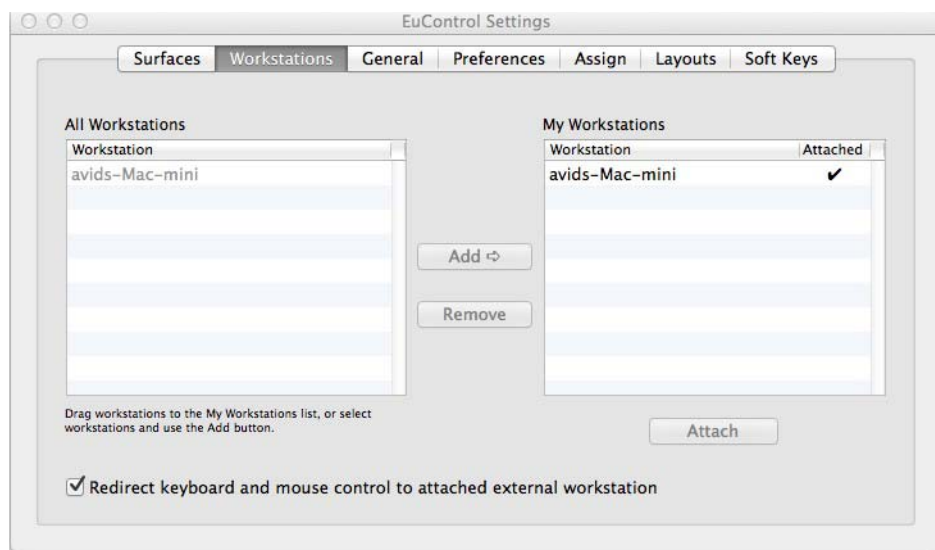 EuControl Settings
Surfaces Workstations General Preferences Assign Layouts Soft Keys
All Workstations
Workstation
avids-Mac-mini
Add ⇨
Remove
Drag workstations to the My Workstations list, or select
workstations and use the Add button.
My Workstations
Workstation Attached
avids-Mac-mini ✔
Attach
Redirect keyboard and mouse control to attached external workstation